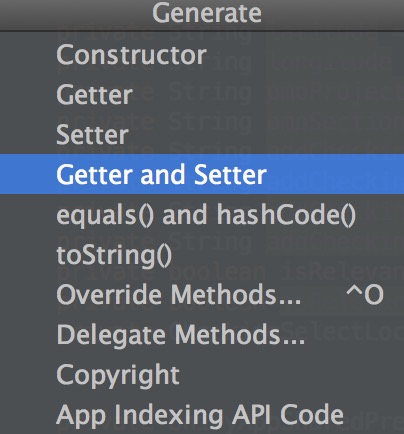 Generate
Constructor
Getter
Setter
Getter and Setter
equals() and hashCode()
toString()
Override Methods... ^O
Delegate Methods...
Copyright
App Indexing API Code